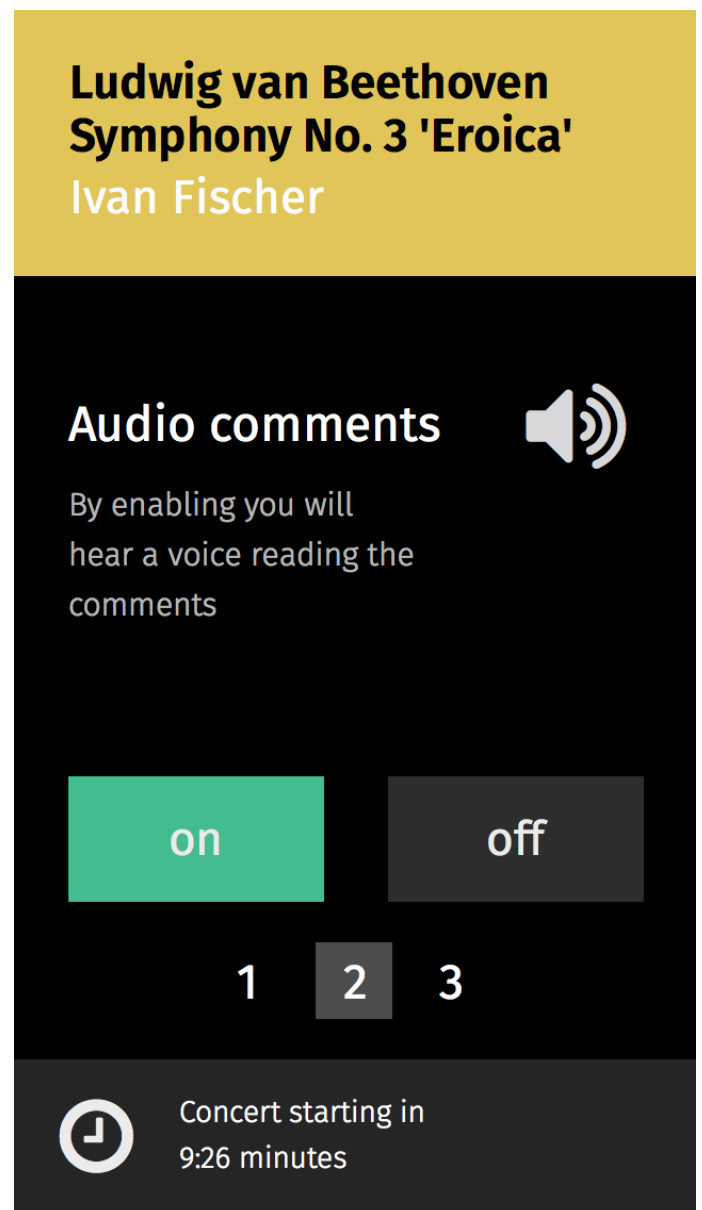 Ludwig van Beethoven
Symphony No. 3 'Eroica'
Ivan Fischer
Audio comments
By enabling you will
hear a voice reading the
comments
on off
1 2 3
Concert starting in
9:26 minutes